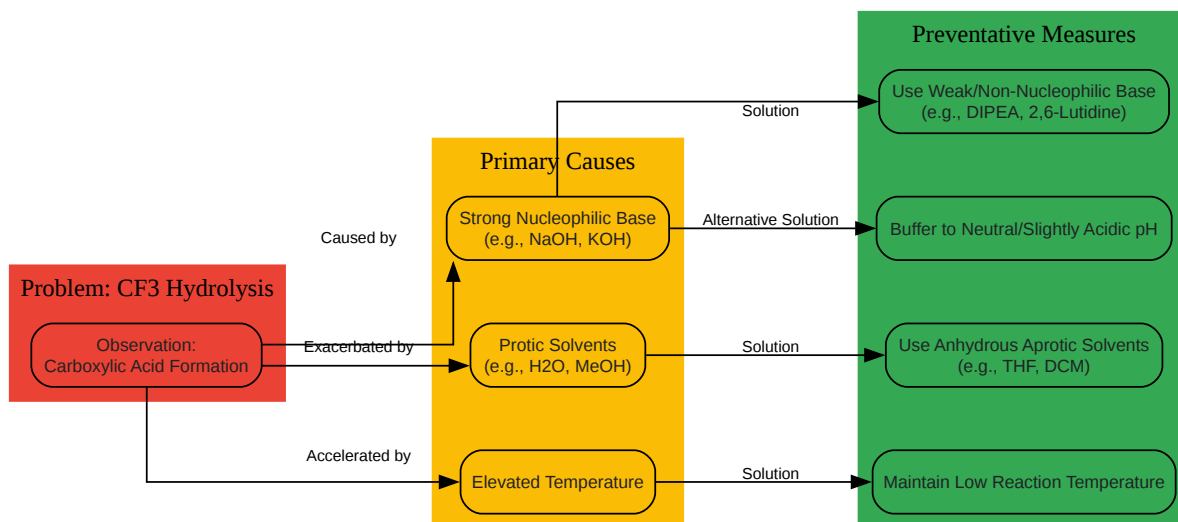 Preventative Measures
Use Weak/Non-Nucleophilic Base
(e.g., DIPEA, 2,6-Lutidine)
Solution
Primary Causes
Strong Nucleophilic Base
(e.g., NaOH, KOH)
Alternative Solution
Buffer to Neutral/Slightly Acidic pH
Caused by
Problem: CF3 Hydrolysis
Observation:
Carboxylic Acid Formation
Exacerbated by
Protic Solvents
(e.g., H2O, MeOH)
Solution
Use Anhydrous Aprotic Solvents
(e.g., THF, DCM)
Accelerated by
Elevated Temperature
Solution
Maintain Low Reaction Temperature